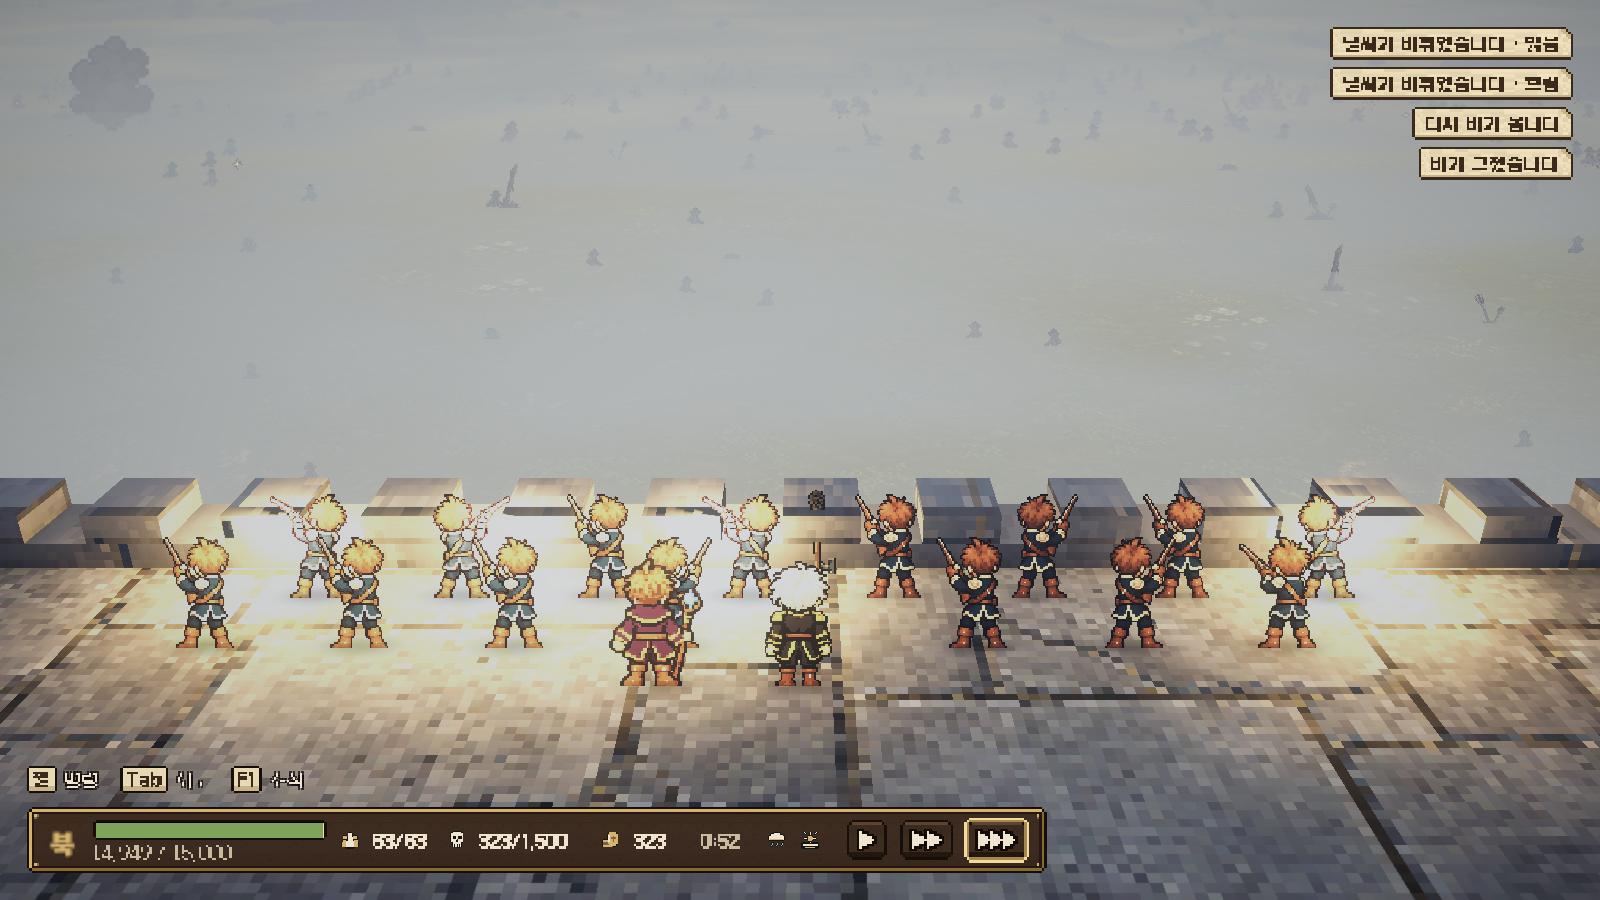 날씨가 바뀌었습니다 · 맑음
날씨가 바뀌었습니다 · 흐림
다시 비가 옵니다
비가 그쳤습니다
Tab
F1
북
14,949 / 15,000
63/63
323/1,500
323
0:52